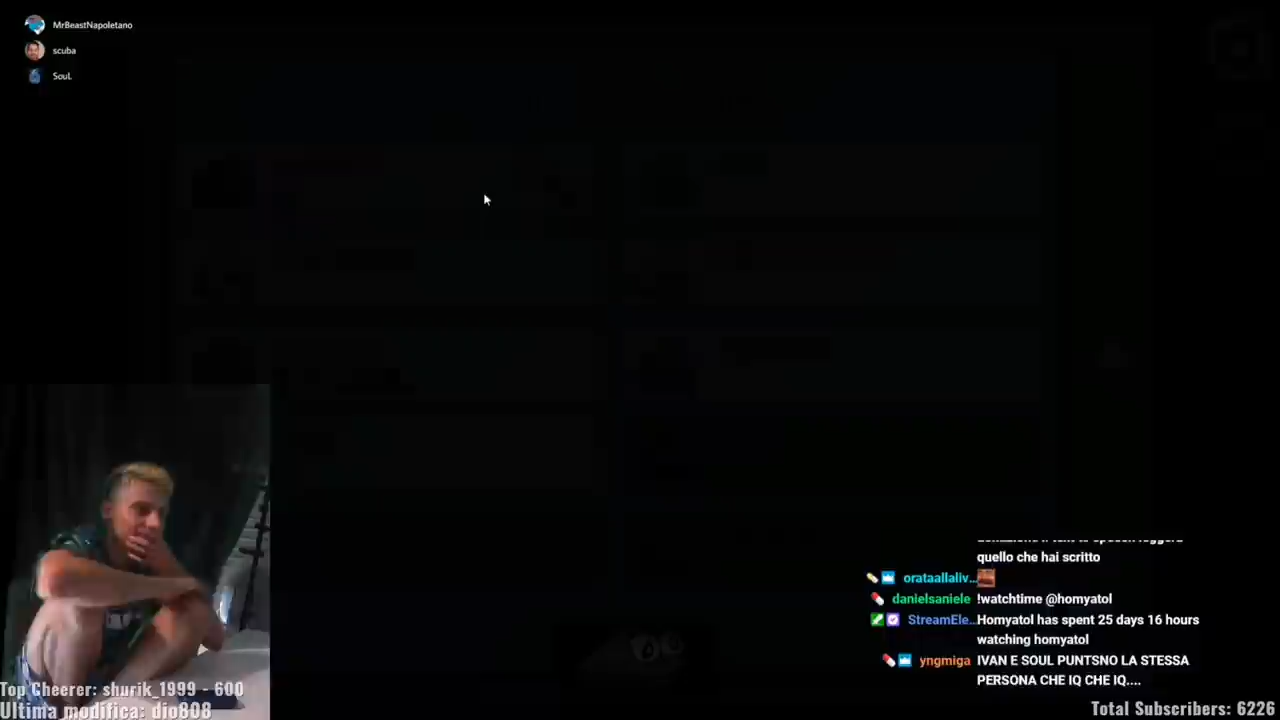 MrBeastNapoletano
scuba
Soul.
quello che hai scritto
orataallaliv...
danielsaniele !watchtime @homyatol
StreamEle... Homyatol has spent 25 days 16 hours
watching homyatol
yngmiga IVAN E SOUL PUNTSNO LA STESSA
PERSONA CHE IQ CHE IQ....
Top Cheerer: shurik_1999 - 600
Ultima modifica: dio808
Total Subscribers: 6226